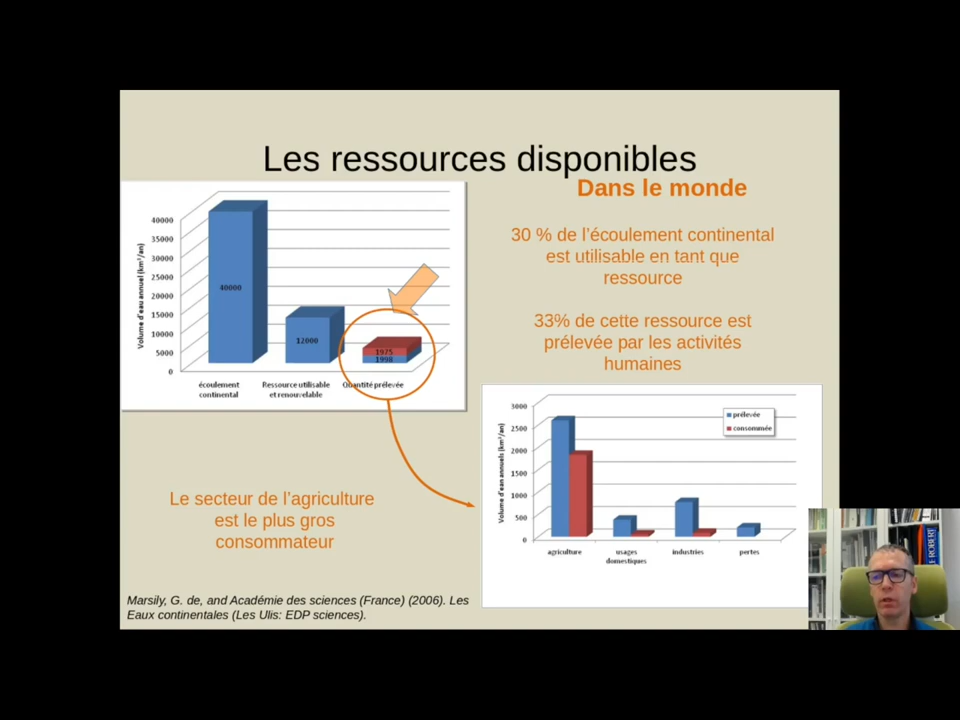 Les ressources disponibles
Dans le monde
40000
35000
30000
25000
20000
15000
10000
5000
0
Volume d'eau annuel (km³/an)
40000
12000
1975
1998
écoulement
continental
Ressource utilisable
et renouvelable
Quantité prélevée
30 % de l'écoulement continental
est utilisable en tant que
ressource
33% de cette ressource est
prélevée par les activités
humaines
3000
2500
2000
1500
1000
500
0
Volume d'eau annuels (km³/an)
prélevée
consommée
agriculture
usages
domestiques
industries
pertes
Le secteur de l'agriculture
est le plus gros
consommateur
Marsily, G. de, and Académie des sciences (France) (2006). Les
Eaux continentales (Les Ulis: EDP sciences).
ROBERT